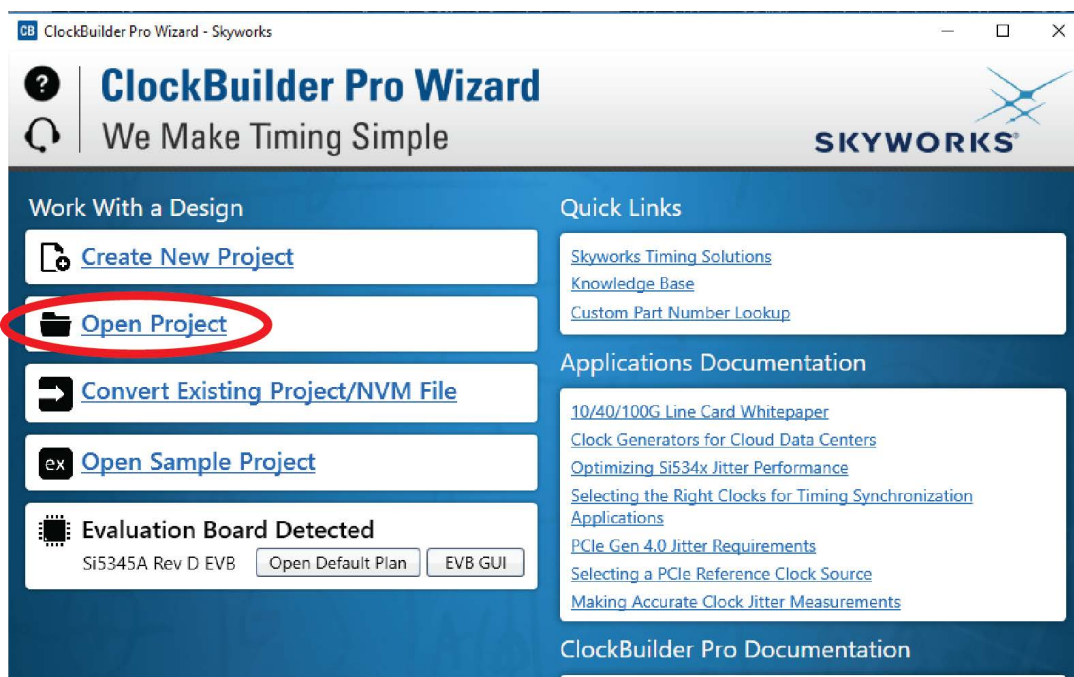 CB ClockBuilder Pro Wizard - Skyworks
?
ClockBuilder Pro Wizard
We Make Timing Simple
SKYWORKS®
Work With a Design
Create New Project
Open Project
Convert Existing Project/NVM File
ex Open Sample Project
Evaluation Board Detected
Si5345A Rev D EVB Open Default Plan EVB GUI
Quick Links
Skyworks Timing Solutions
Knowledge Base
Custom Part Number Lookup
Applications Documentation
10/40/100G Line Card Whitepaper
Clock Generators for Cloud Data Centers
Optimizing Si534x Jitter Performance
Selecting the Right Clocks for Timing Synchronization
Applications
PCIe Gen 4.0 Jitter Requirements
Selecting a PCIe Reference Clock Source
Making Accurate Clock Jitter Measurements
ClockBuilder Pro Documentation